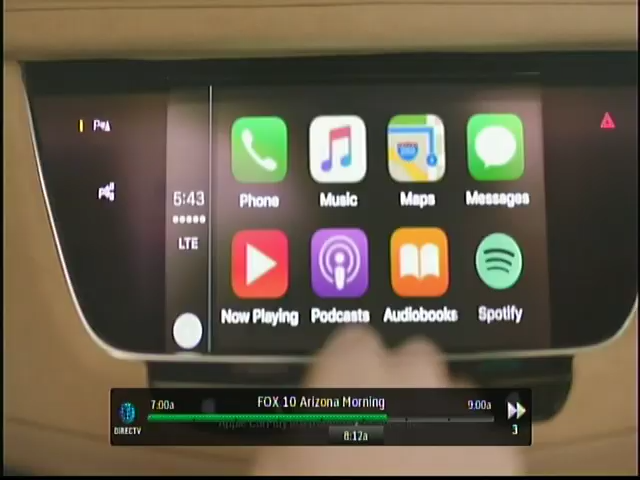 5:43
LTE
Phone Music Maps Messages
Now Playing Podcasts Audiobooks Spotify
7:00a FOX 10 Arizona Morning 9:00a
DIRECTV
8:12a
3